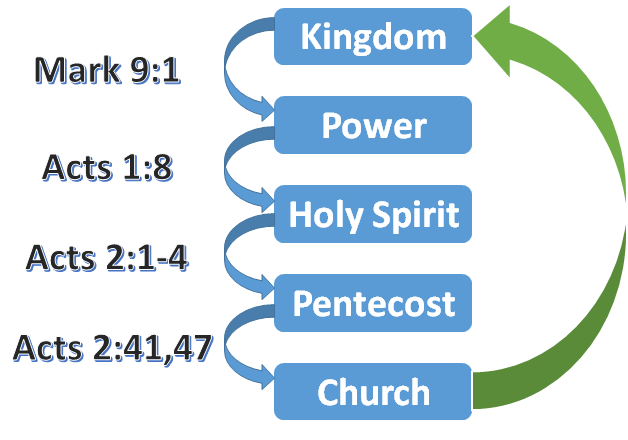 Kingdom
Mark 9:1
Power
Acts 1:8
Holy Spirit
Acts 2:1-4
Pentecost
Acts 2:41,47
Church